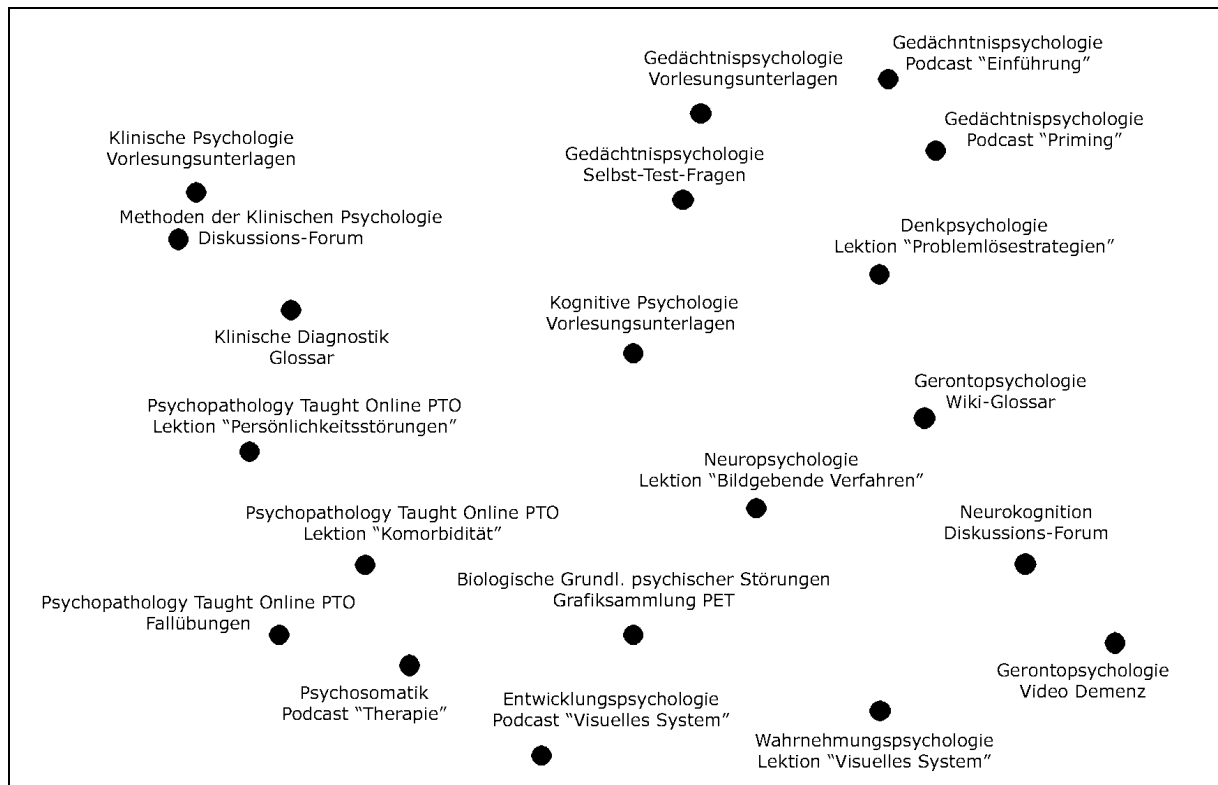 Gedächntnispsychologie
Podcast “Einführung”
Gedächtnispsychologie
Vorlesungsunterlagen
Gedächtnispsychologie
Podcast “Priming”
Klinische Psychologie
Vorlesungsunterlagen
Gedächtnispsychologie
Selbst-Test-Fragen
Methoden der Klinischen Psychologie
Diskussions-Forum
Denkpsychologie
Lektion “Problemlösestrategien”
Kognitive Psychologie
Vorlesungsunterlagen
Klinische Diagnostik
Glossar
Gerontopsychologie
Wiki-Glossar
Psychopathology Taught Online PTO
Lektion “Persönlichkeitsstörungen”
Neuropsychologie
Lektion “Bildgebende Verfahren”
Psychopathology Taught Online PTO
Lektion “Komorbidität”
Neurokognition
Diskussions-Forum
Biologische Grundl. psychischer Störungen
Grafiksammlung PET
Psychopathology Taught Online PTO
Fallübungen
Gerontopsychologie
Video Demenz
Psychosomatik
Podcast “Therapie”
Entwicklungspsychologie
Podcast “Visuelles System”
Wahrnehmungspsychologie
Lektion “Visuelles System”